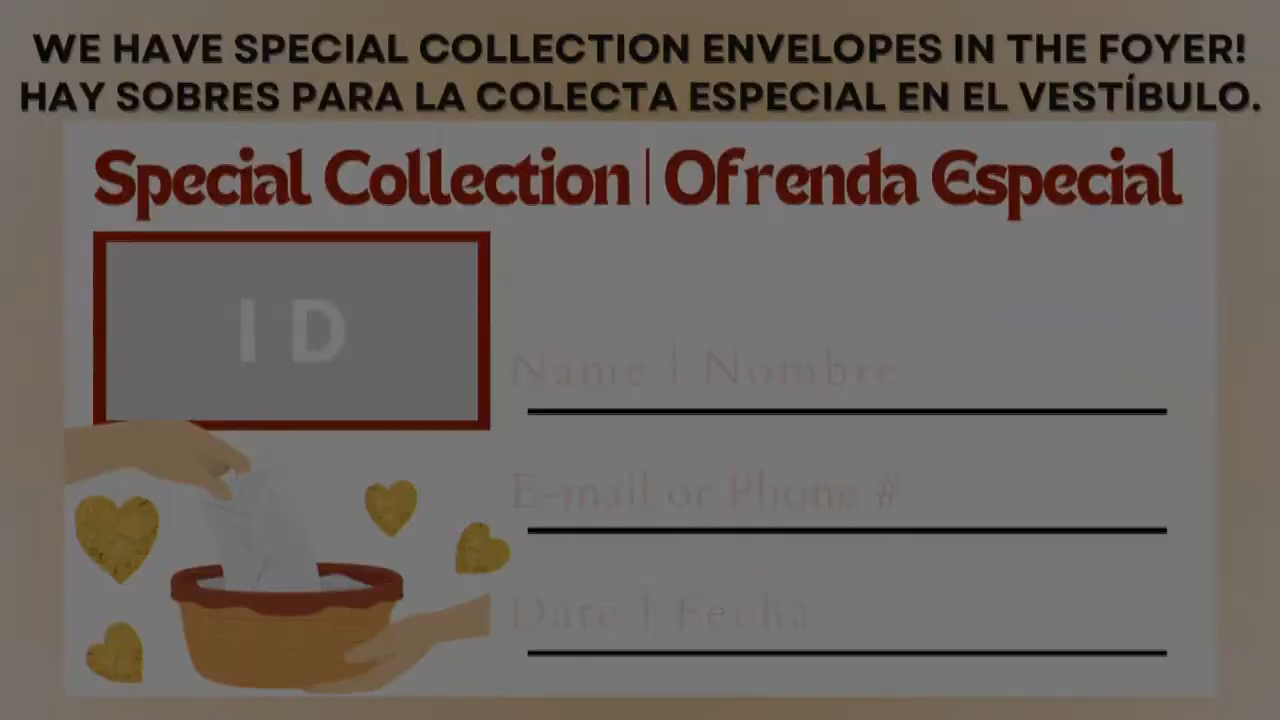 WE HAVE SPECIAL COLLECTION ENVELOPES IN THE FOYER!
HAY SOBRES PARA LA COLECTA ESPECIAL EN EL VESTÍBULO.
Special Collection | Ofrenda Especial
ID
Name | Nombre
E-mail or Phone #
Date | Fecha